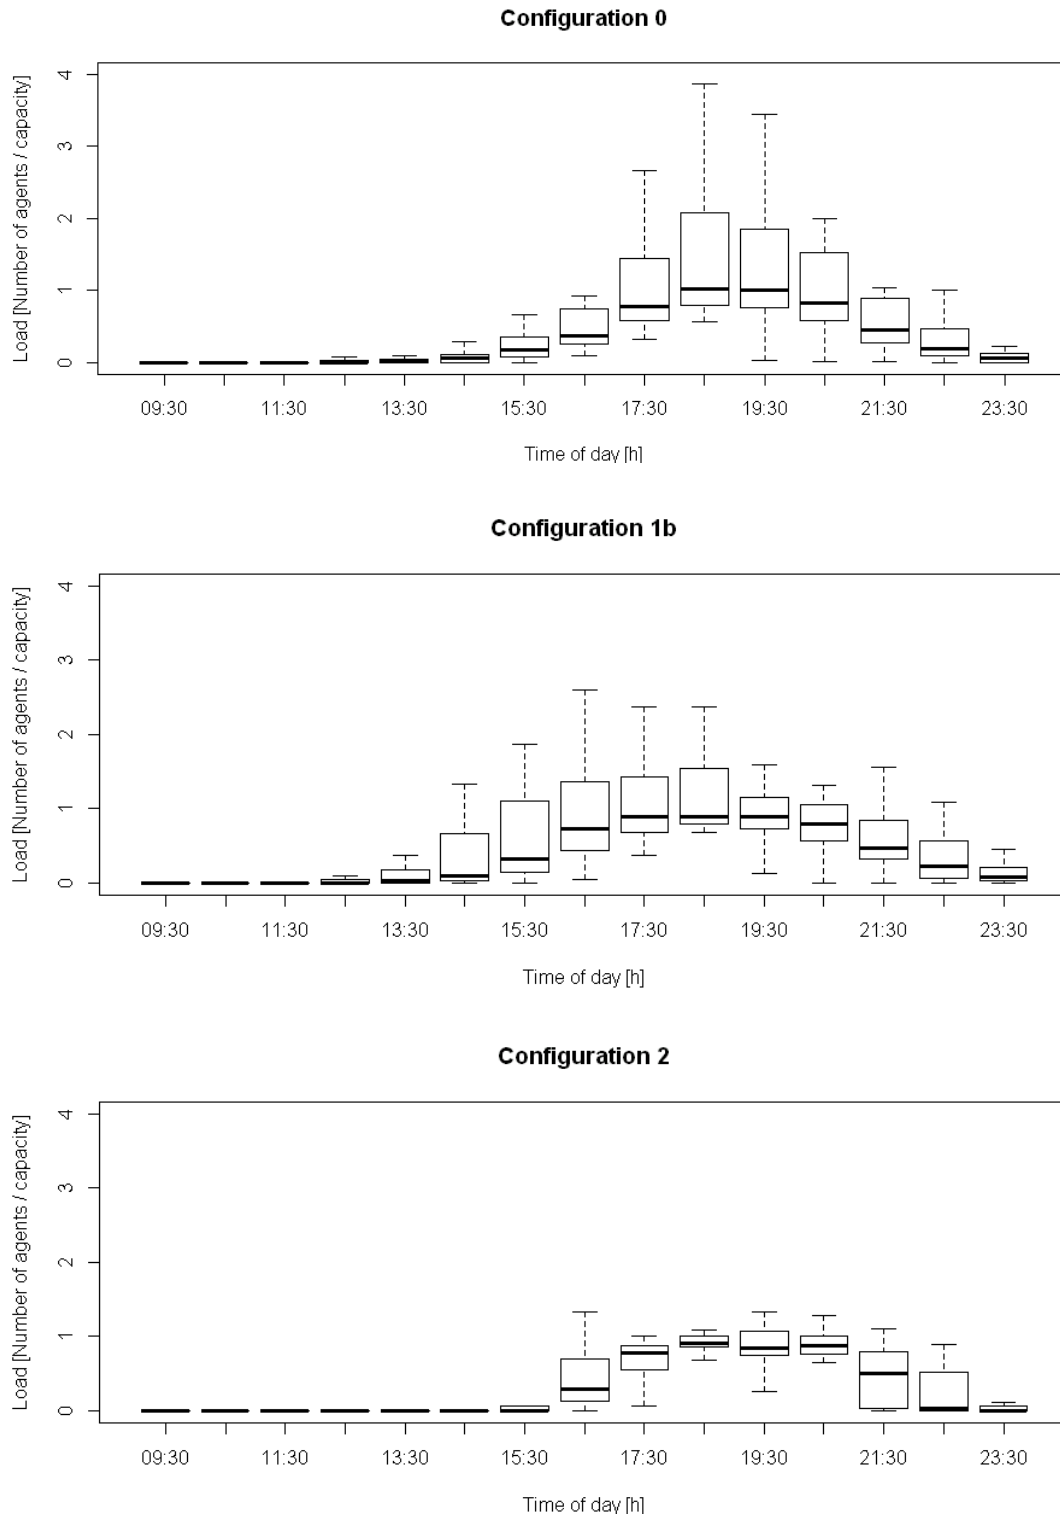 Configuration 0
Load [Number of agents / capacity]
4
3
2
1
0
09:30 11:30 13:30 15:30 17:30 19:30 21:30 23:30
Time of day [h]
Configuration 1b
Load [Number of agents / capacity]
4
3
2
1
0
09:30 11:30 13:30 15:30 17:30 19:30 21:30 23:30
Time of day [h]
Configuration 2
Load [Number of agents / capacity]
4
3
2
1
0
09:30 11:30 13:30 15:30 17:30 19:30 21:30 23:30
Time of day [h]